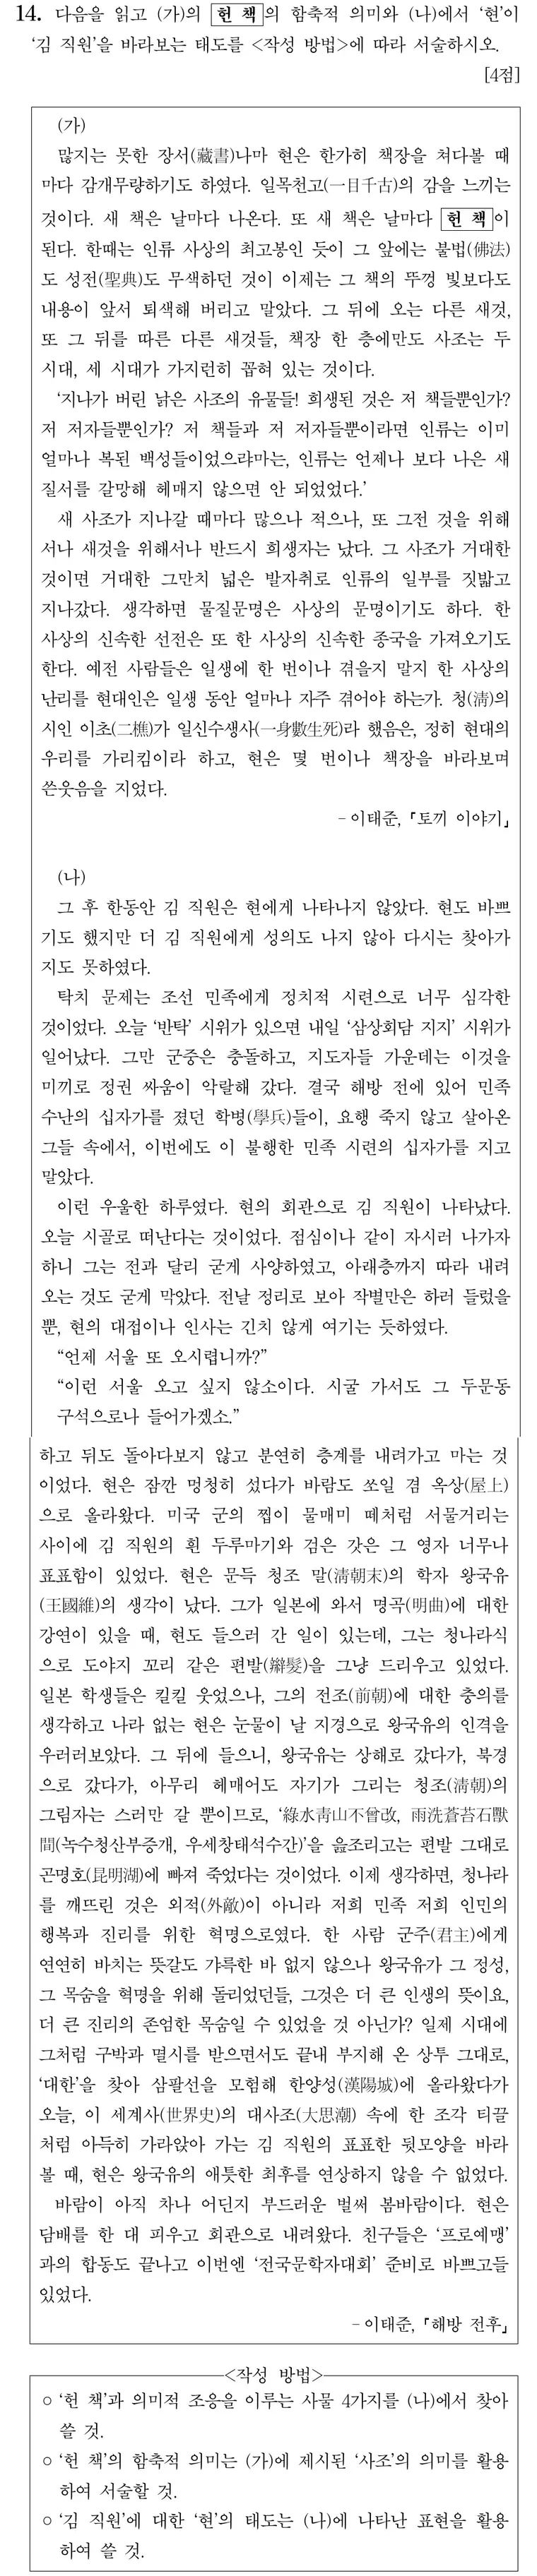 14. 다음을 읽고 (가)의 헌 책 의 함축적 의미와 (나)에서 ‘현’이
‘김 직원’을 바라보는 태도를 <작성 방법>에 따라 서술하시오.
[4점]
(가)
많지는 못한 장서(藏書)나마 현은 한가히 책장을 쳐다볼 때
마다 감개무량하기도 하였다. 일목천고(一目千古)의 감을 느끼는
것이다. 새 책은 날마다 나온다. 또 새 책은 날마다 헌 책 이
된다. 한때는 인류 사상의 최고봉인 듯이 그 앞에는 불법(佛法)
도 성전(聖典)도 무색하던 것이 이제는 그 책의 뚜껑 빛보다도
내용이 앞서 퇴색해 버리고 말았다. 그 뒤에 오는 다른 새것,
또 그 뒤를 따른 다른 새것들, 책장 한 층에만도 사조는 두
시대, 세 시대가 가지런히 꼽혀 있는 것이다.
‘지나가 버린 낡은 사조의 유물들! 희생된 것은 저 책들뿐인가?
저 저자들뿐인가? 저 책들과 저 저자들뿐이라면 인류는 이미
얼마나 복된 백성들이었으랴마는, 인류는 언제나 보다 나은 새
질서를 갈망해 헤매지 않으면 안 되었었다.’
새 사조가 지나갈 때마다 많으나 적으나, 또 그전 것을 위해
서나 새것을 위해서나 반드시 희생자는 났다. 그 사조가 거대한
것이면 거대한 그만치 넓은 발자취로 인류의 일부를 짓밟고
지나갔다. 생각하면 물질문명은 사상의 문명이기도 하다. 한
사상의 신속한 선전은 또 한 사상의 신속한 종국을 가져오기도
한다. 예전 사람들은 일생에 한 번이나 겪을지 말지 한 사상의
난리를 현대인은 일생 동안 얼마나 자주 겪어야 하는가. 청(淸)의
시인 이초(二樵)가 일신수생사(一身數生死)라 했음은, 정히 현대의
우리를 가리킴이라 하고, 현은 몇 번이나 책장을 바라보며
쓴웃음을 지었다.
- 이태준, 『토끼 이야기』
(나)
그 후 한동안 김 직원은 현에게 나타나지 않았다. 현도 바쁘
기도 했지만 더 김 직원에게 성의도 나지 않아 다시는 찾아가
지도 못하였다.
탁치 문제는 조선 민족에게 정치적 시련으로 너무 심각한
것이었다. 오늘 ‘반탁’ 시위가 있으면 내일 ‘삼상회담 지지’ 시위가
일어났다. 그만 군중은 충돌하고, 지도자들 가운데는 이것을
미끼로 정권 싸움이 악랄해 갔다. 결국 해방 전에 있어 민족
수난의 십자가를 졌던 학병(學兵)들이, 요행 죽지 않고 살아온
그들 속에서, 이번에도 이 불행한 민족 시련의 십자가를 지고
말았다.
이런 우울한 하루였다. 현의 회관으로 김 직원이 나타났다.
오늘 시골로 떠난다는 것이었다. 점심이나 같이 자시러 나가자
하니 그는 전과 달리 굳게 사양하였고, 아래층까지 따라 내려
오는 것도 굳게 막았다. 전날 정리로 보아 작별만은 하러 들렀을
뿐, 현의 대접이나 인사는 긴치 않게 여기는 듯하였다.
“언제 서울 또 오시렵니까?”
“이런 서울 오고 싶지 않소이다. 시굴 가서도 그 두문동
구석으로나 들어가겠소.”
하고 뒤도 돌아다보지 않고 분연히 층계를 내려가고 마는 것
이었다. 현은 잠깐 멍청히 섰다가 바람도 쏘일 겸 옥상(屋上)
으로 올라왔다. 미국 군의 찝이 물매미 떼처럼 서물거리는
사이에 김 직원의 흰 두루마기와 검은 갓은 그 영자 너무나
표표함이 있었다. 현은 문득 청조 말(淸朝末)의 학자 왕국유
(王國維)의 생각이 났다. 그가 일본에 와서 명곡(明曲)에 대한
강연이 있을 때, 현도 들으러 간 일이 있는데, 그는 청나라식
으로 도야지 꼬리 같은 편발(辮髮)을 그냥 드리우고 있었다.
일본 학생들은 킬킬 웃었으나, 그의 전조(前朝)에 대한 충의를
생각하고 나라 없는 현은 눈물이 날 지경으로 왕국유의 인격을
우러러보았다. 그 뒤에 들으니, 왕국유는 상해로 갔다가, 북경
으로 갔다가, 아무리 헤매어도 자기가 그리는 청조(淸朝)의
그림자는 스러만 갈 뿐이므로, ‘綠水靑山不曾改, 雨洗蒼苔石獸
間(녹수청산부증개, 우세창태석수간)’을 읊조리고는 편발 그대로
곤명호(昆明湖)에 빠져 죽었다는 것이었다. 이제 생각하면, 청나라
를 깨뜨린 것은 외적(外敵)이 아니라 저희 민족 저희 인민의
행복과 진리를 위한 혁명으로였다. 한 사람 군주(君主)에게
연연히 바치는 뜻갈도 갸륵한 바 없지 않으나 왕국유가 그 정성,
그 목숨을 혁명을 위해 돌리었던들, 그것은 더 큰 인생의 뜻이요,
더 큰 진리의 존엄한 목숨일 수 있었을 것 아닌가? 일제 시대에
그처럼 구박과 멸시를 받으면서도 끝내 부지해 온 상투 그대로,
‘대한’을 찾아 삼팔선을 모험해 한양성(漢陽城)에 올라왔다가
오늘, 이 세계사(世界史)의 대사조(大思潮) 속에 한 조각 티끌
처럼 아득히 가라앉아 가는 김 직원의 표표한 뒷모양을 바라
볼 때, 현은 왕국유의 애틋한 최후를 연상하지 않을 수 없었다.
바람이 아직 차나 어딘지 부드러운 벌써 봄바람이다. 현은
담배를 한 대 피우고 회관으로 내려왔다. 친구들은 ‘프로예맹’
과의 합동도 끝나고 이번엔 ‘전국문학자대회’ 준비로 바쁘고들
있었다.
- 이태준, 『해방 전후』
<작성 방법>
○ ‘헌 책’과 의미적 조응을 이루는 사물 4가지를 (나)에서 찾아
쓸 것.
○ ‘헌 책’의 함축적 의미는 (가)에 제시된 ‘사조’의 의미를 활용
하여 서술할 것.
○ ‘김 직원’에 대한 ‘현’의 태도는 (나)에 나타난 표현을 활용
하여 쓸 것.